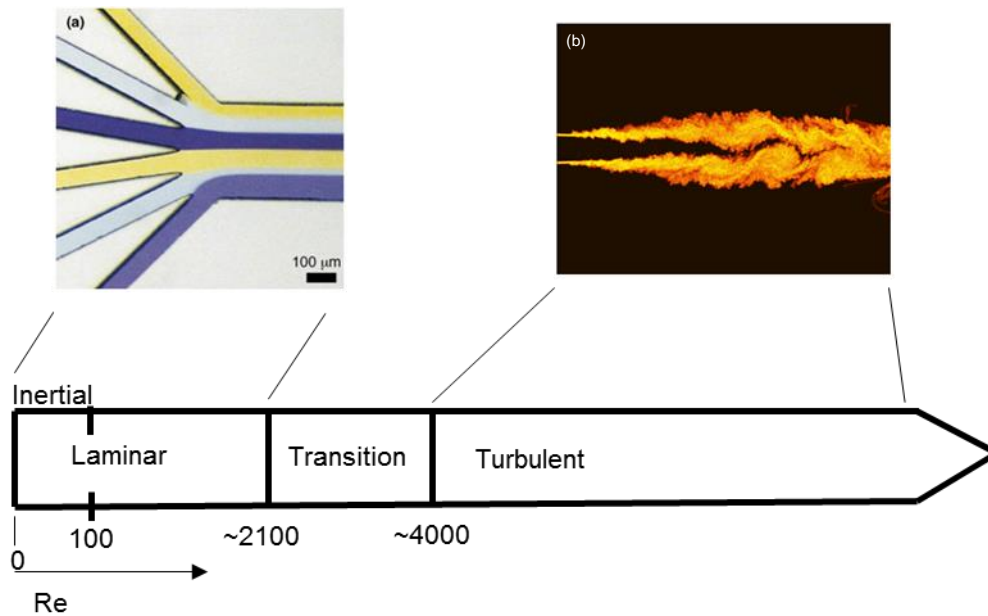 (a)
(b)
100 μm
Inertial
Laminar
Transition
Turbulent
0
100
~2100
~4000
Re